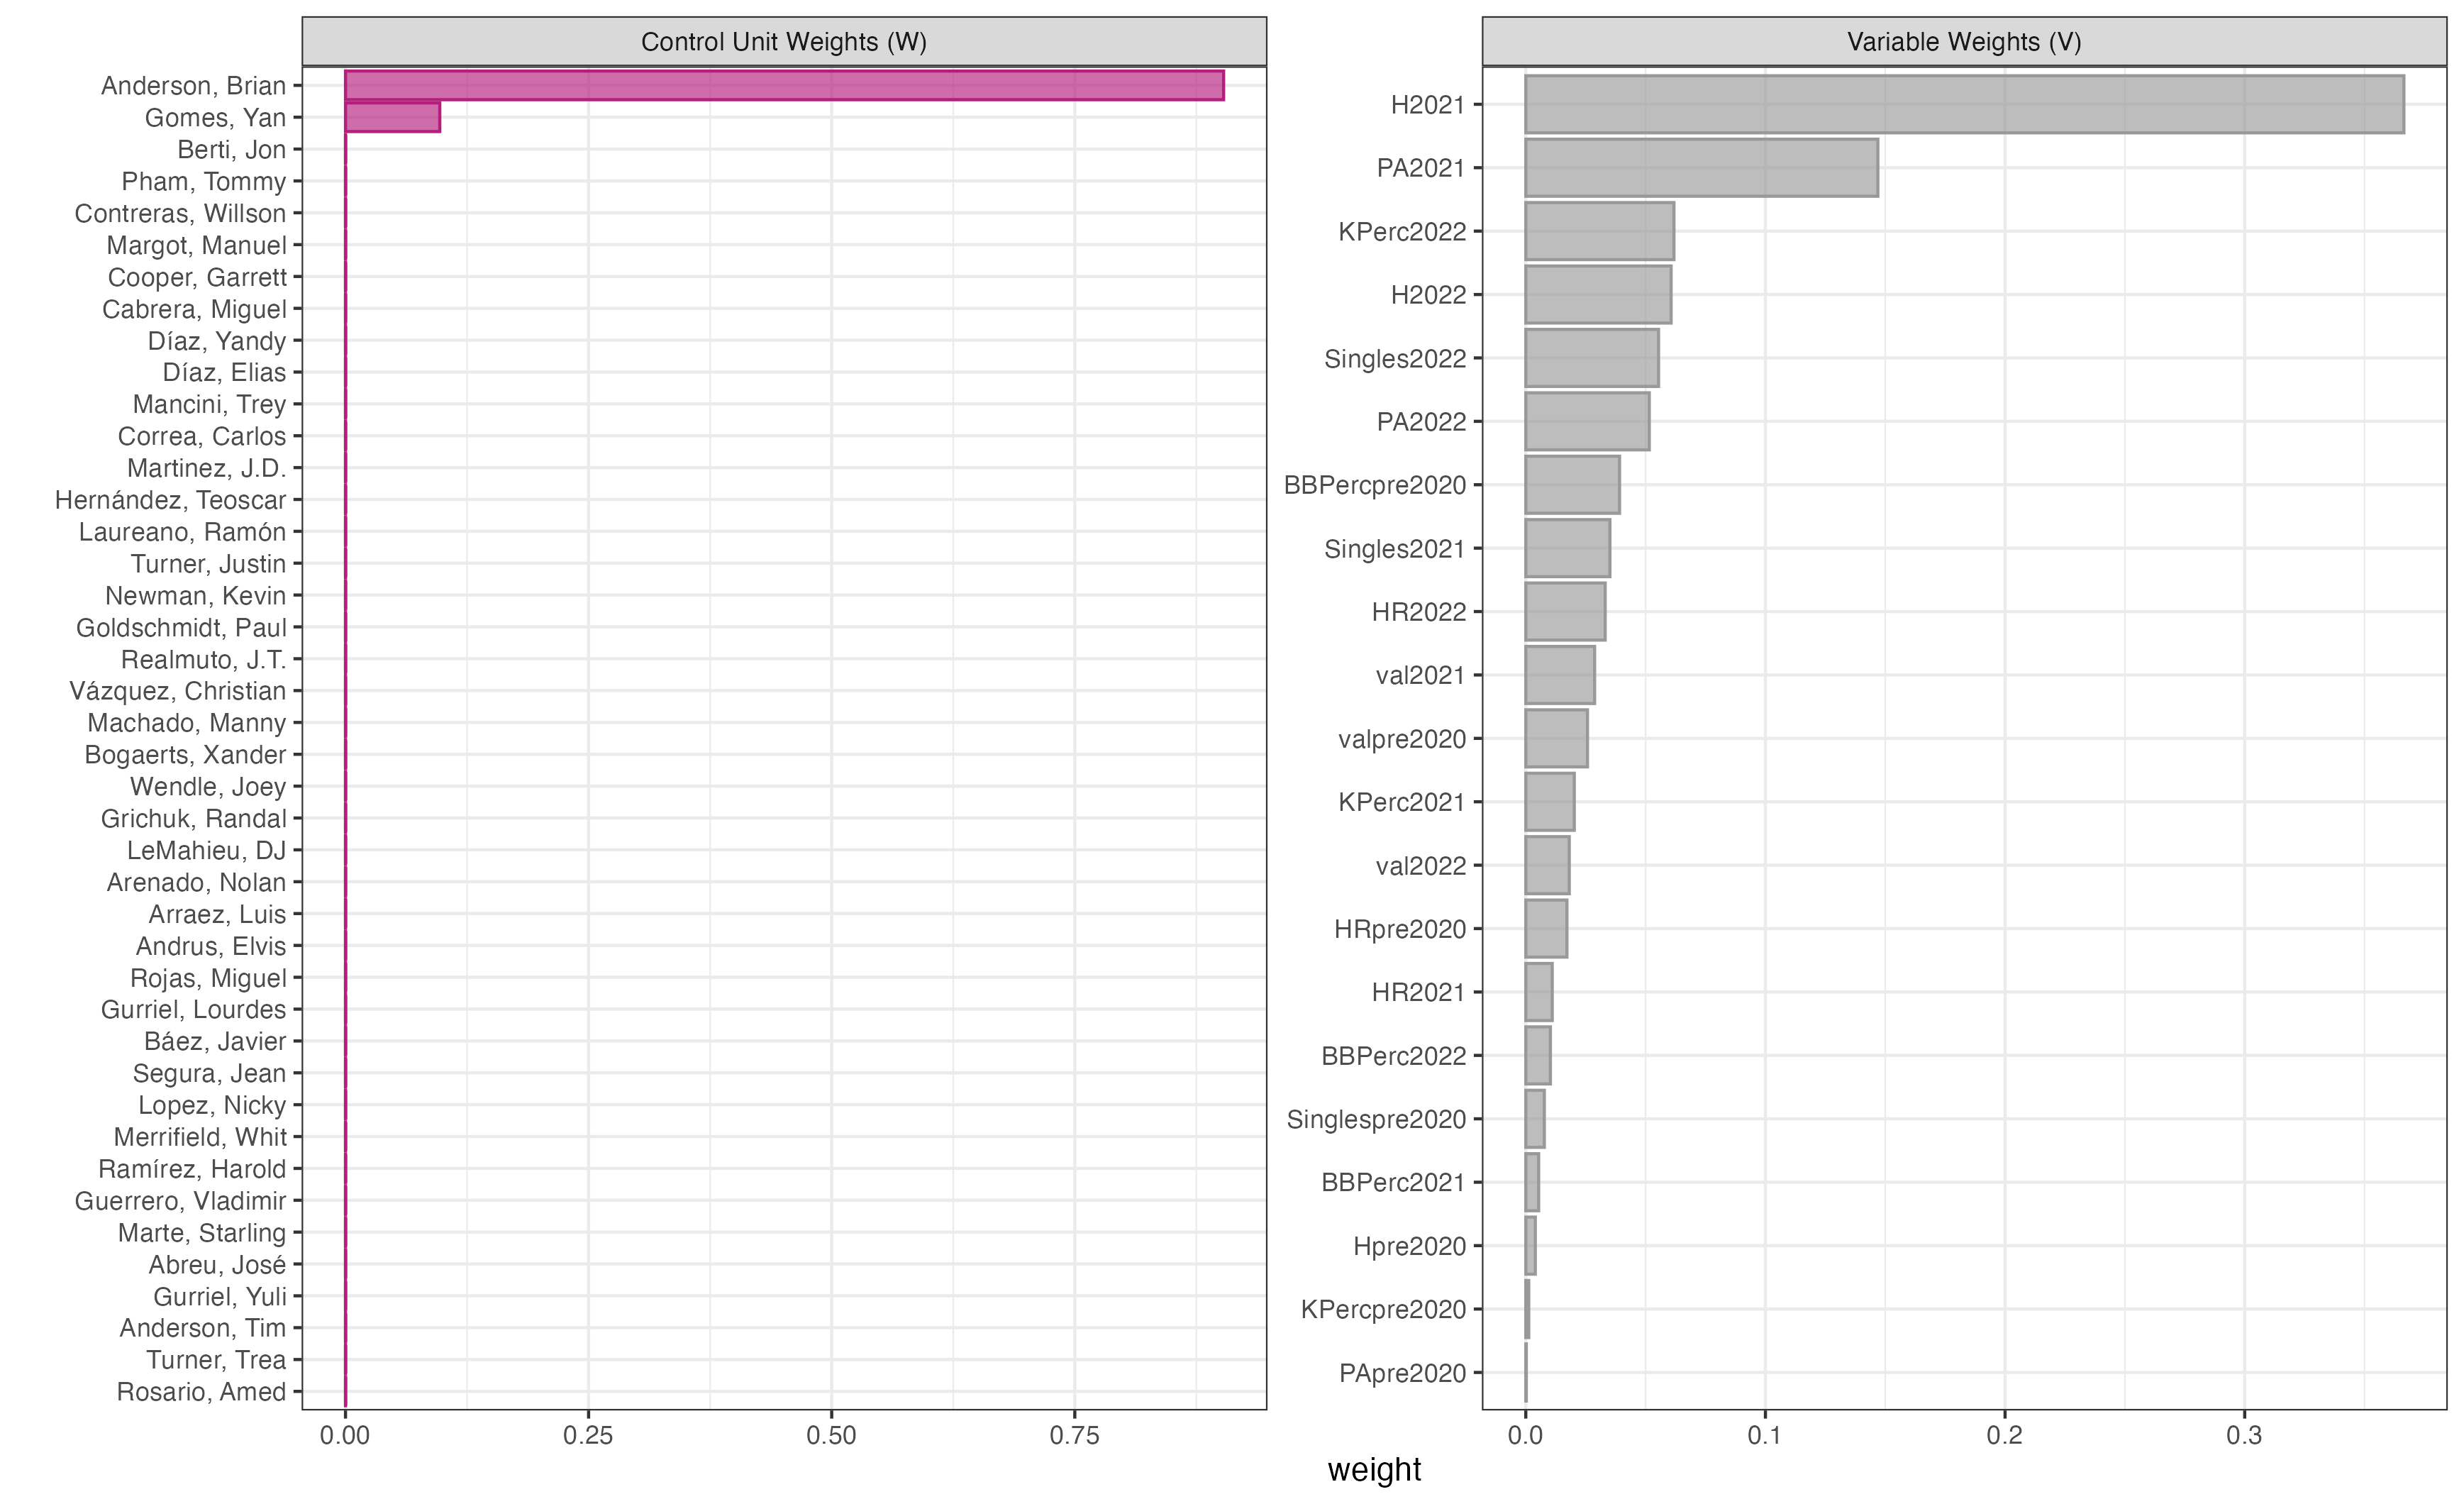 Control Unit Weights (W)
Anderson, Brian
Gomes, Yan
Berti, Jon
Pham, Tommy
Contreras, Willson
Margot, Manuel
Cooper, Garrett
Cabrera, Miguel
Díaz, Yandy
Díaz, Elias
Mancini, Trey
Correa, Carlos
Martinez, J.D.
Hernández, Teoscar
Laureano, Ramón
Turner, Justin
Newman, Kevin
Goldschmidt, Paul
Realmuto, J.T.
Vázquez, Christian
Machado, Manny
Bogaerts, Xander
Wendle, Joey
Grichuk, Randal
LeMahieu, DJ
Arenado, Nolan
Arraez, Luis
Andrus, Elvis
Rojas, Miguel
Gurriel, Lourdes
Báez, Javier
Segura, Jean
Lopez, Nicky
Merrifield, Whit
Ramírez, Harold
Guerrero, Vladimir
Marte, Starling
Abreu, José
Gurriel, Yuli
Anderson, Tim
Turner, Trea
Rosario, Amed
0.00 0.25 0.50 0.75
Variable Weights (V)
H2021
PA2021
KPerc2022
H2022
Singles2022
PA2022
BBPercpre2020
Singles2021
HR2022
val2021
valpre2020
KPerc2021
val2022
HRpre2020
HR2021
BBPerc2022
Singlespre2020
BBPerc2021
Hpre2020
KPercpre2020
PApre2020
0.0 0.1 0.2 0.3
weight